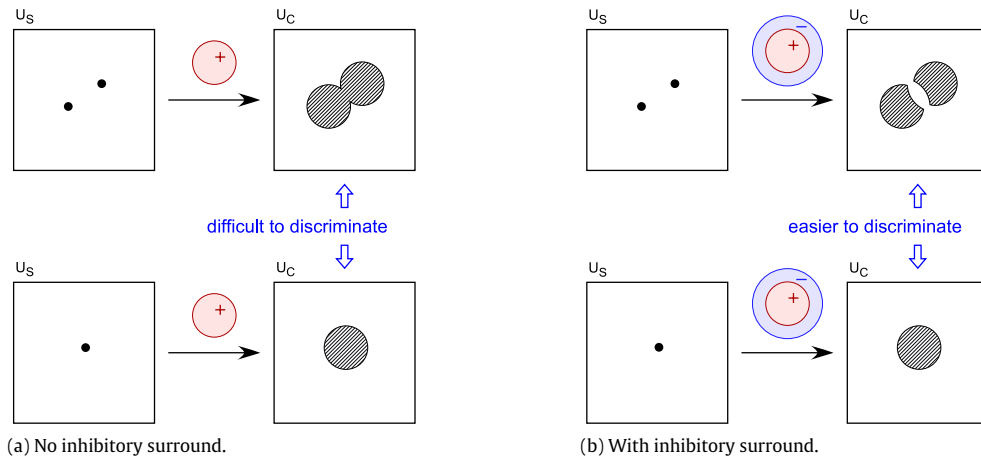 U_S
+
U_C
U_S
+ −
U_C
difficult to discriminate
easier to discriminate
U_S
+
U_C
U_S
+ −
U_C
(a) No inhibitory surround.
(b) With inhibitory surround.